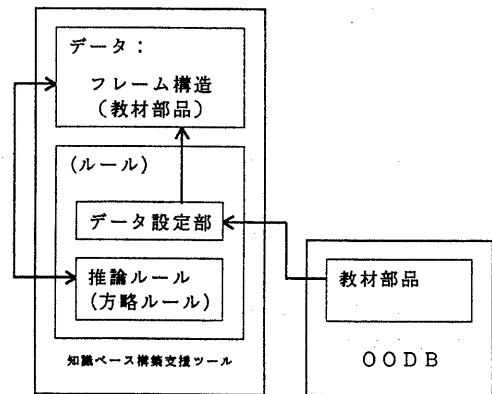 データ：
フレーム構造
（教材部品）
(ルール)
データ設定部
推論ルール
(方略ルール)
知識ベース構築支援ツール
教材部品
ＯＯＤＢ